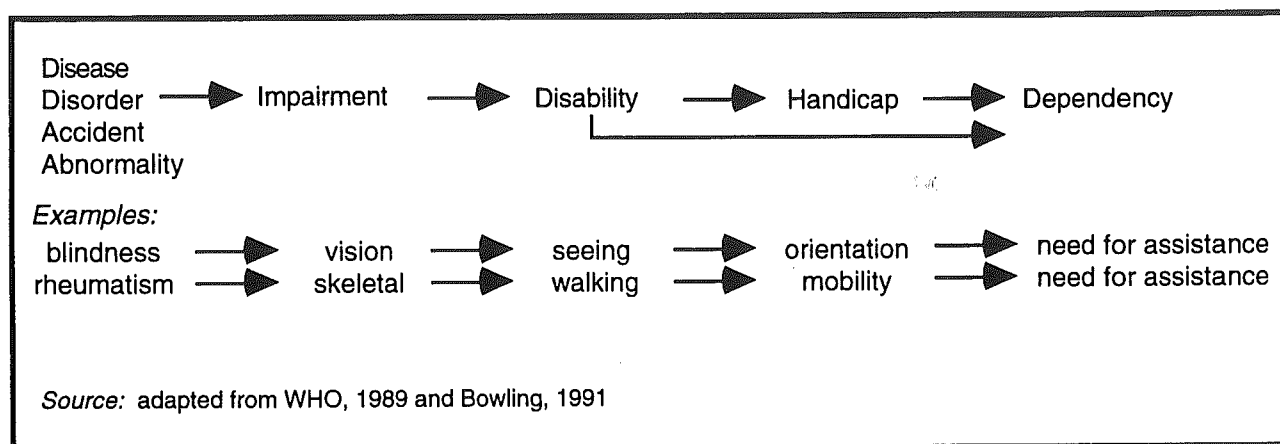 Disease
Disorder Impairment Disability Handicap Dependency
Accident
Abnormality
Examples:
blindness vision seeing orientation need for assistance
rheumatism skeletal walking mobility need for assistance
Source: adapted from WHO, 1989 and Bowling, 1991